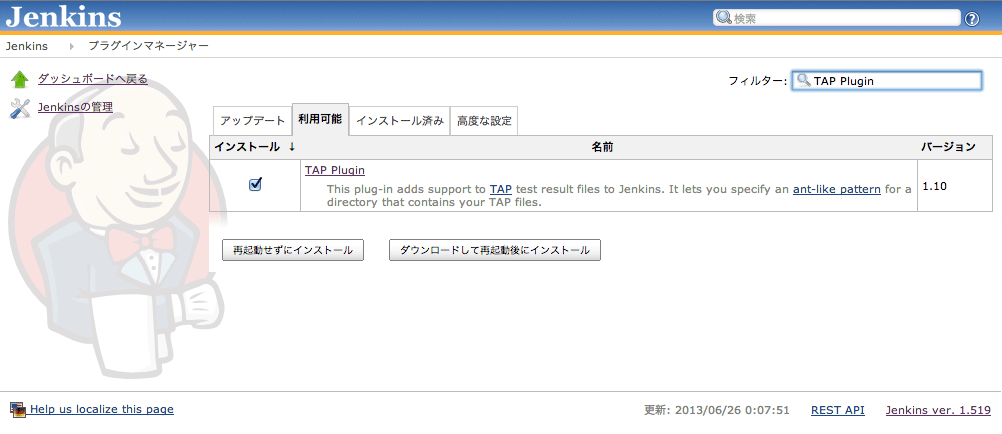 Jenkins
検索
Jenkins
プラグインマネージャー
ダッシュボードへ戻る
Jenkinsの管理
フィルター: TAP Plugin
アップデート 利用可能 インストール済み 高度な設定
インストール ↓ 名前 バージョン
TAP Plugin
This plug-in adds support to TAP test result files to Jenkins. It lets you specify an ant-like pattern for a
directory that contains your TAP files.
1.10
再起動せずにインストール ダウンロードして再起動後にインストール
Help us localize this page 更新: 2013/06/26 0:07:51 REST API Jenkins ver. 1.519